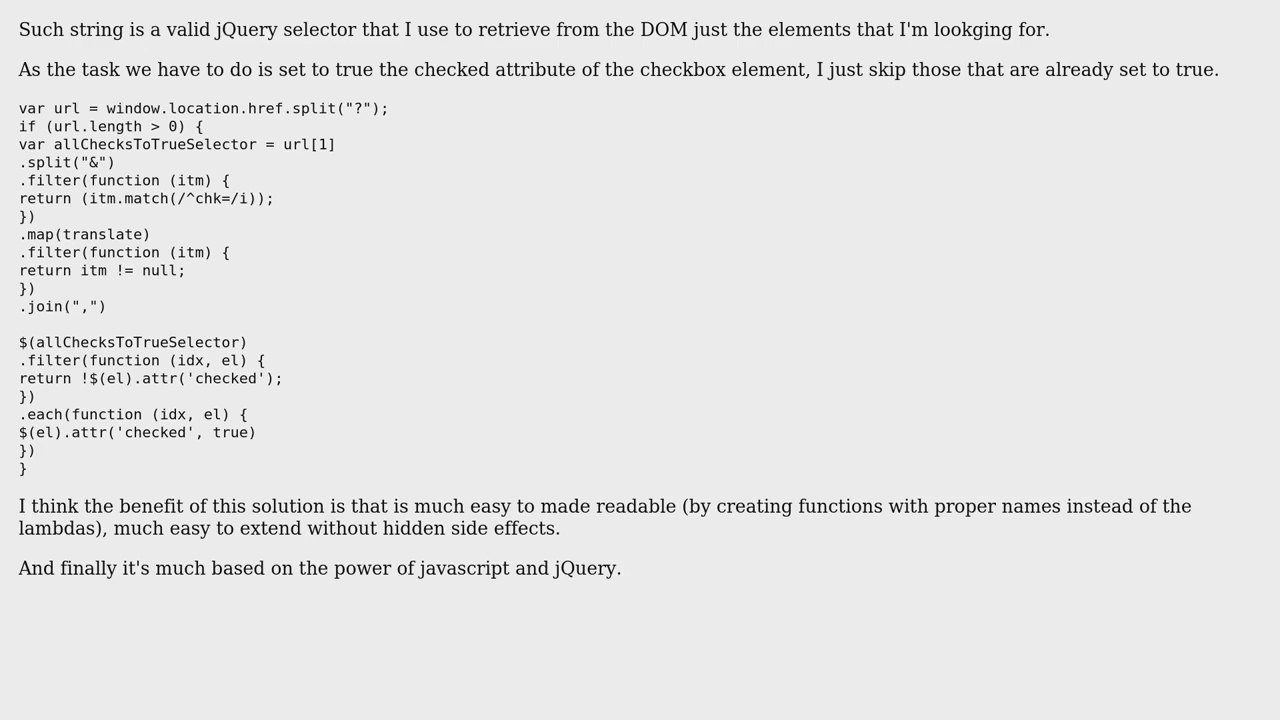 Such string is a valid jQuery selector that I use to retrieve from the DOM just the elements that I'm lookging for.
As the task we have to do is set to true the checked attribute of the checkbox element, I just skip those that are already set to true.
var url = window.location.href.split("?");
if (url.length > 0) {
var allChecksToTrueSelector = url[1]
.split("&")
.filter(function (itm) {
return (itm.match(/^chk=/i));
})
.map(translate)
.filter(function (itm) {
return itm != null;
})
.join(",")
$(allChecksToTrueSelector)
.filter(function (idx, el) {
return !$(el).attr('checked');
})
.each(function (idx, el) {
$(el).attr('checked', true)
})
}
I think the benefit of this solution is that is much easy to made readable (by creating functions with proper names instead of the
lambdas), much easy to extend without hidden side effects.
And finally it's much based on the power of javascript and jQuery.